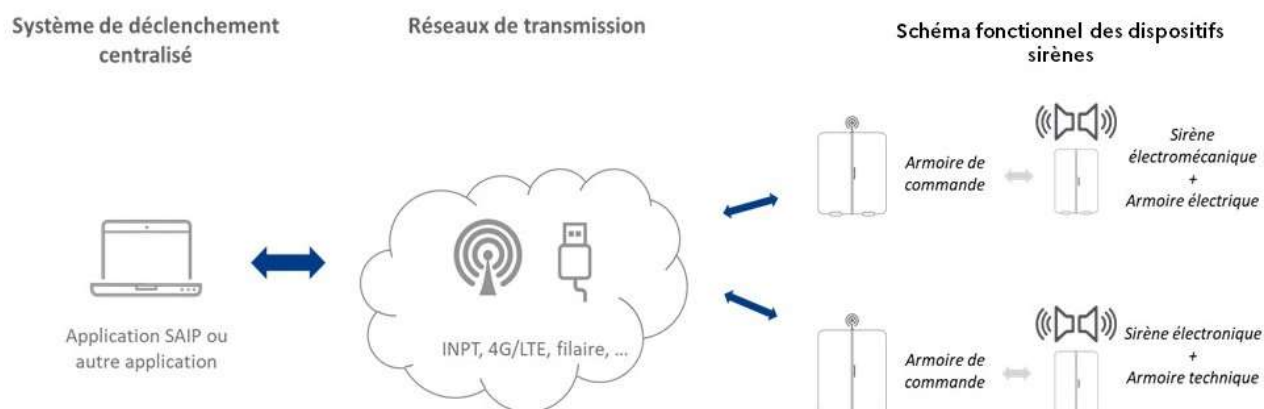 Système de déclenchement
centralisé
Réseaux de transmission
Schéma fonctionnel des dispositifs
sirènes
Application SAIP ou
autre application
INPT, 4G/LTE, filaire, ...
Armoire de
commande
Sirène
électromécanique
+
Armoire électrique
Armoire de
commande
Sirène électronique
+
Armoire technique